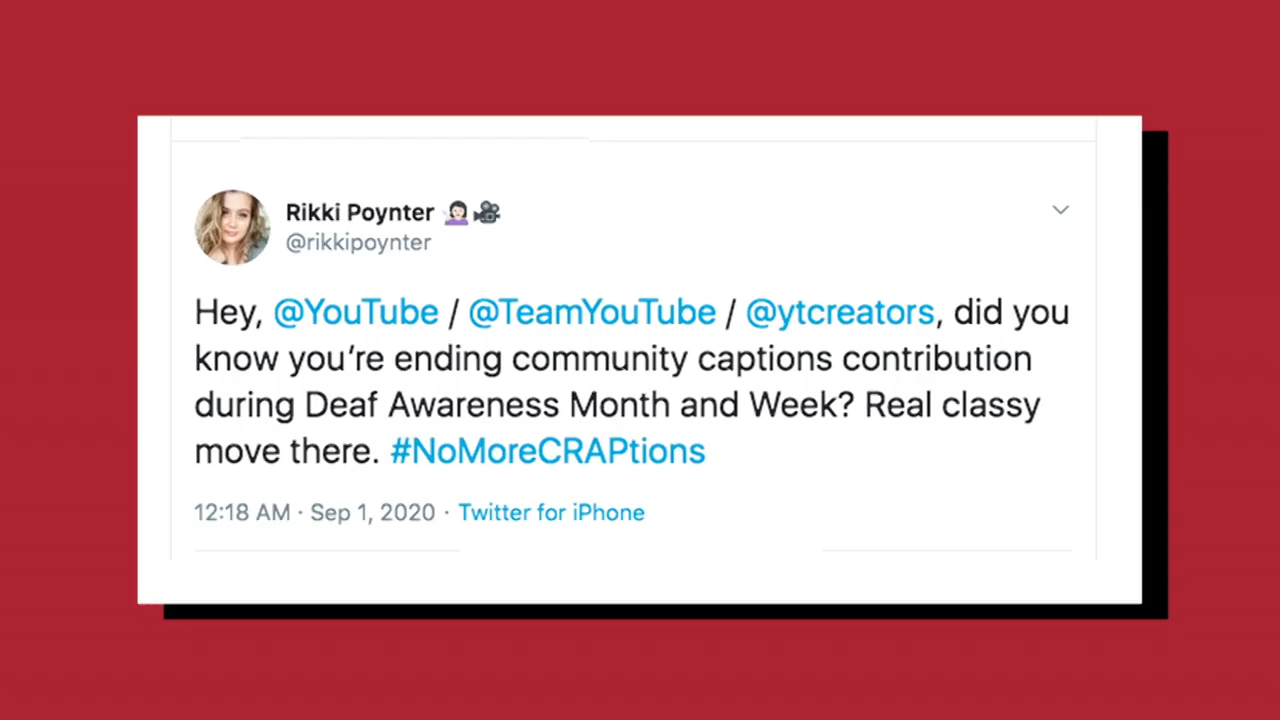 Rikki Poynter 🙍🏻‍♀️🎥
@rikkipoynter
Hey, @YouTube / @TeamYouTube / @ytcreators, did you
know you’re ending community captions contribution
during Deaf Awareness Month and Week? Real classy
move there. #NoMoreCRAPtions
12:18 AM · Sep 1, 2020 · Twitter for iPhone